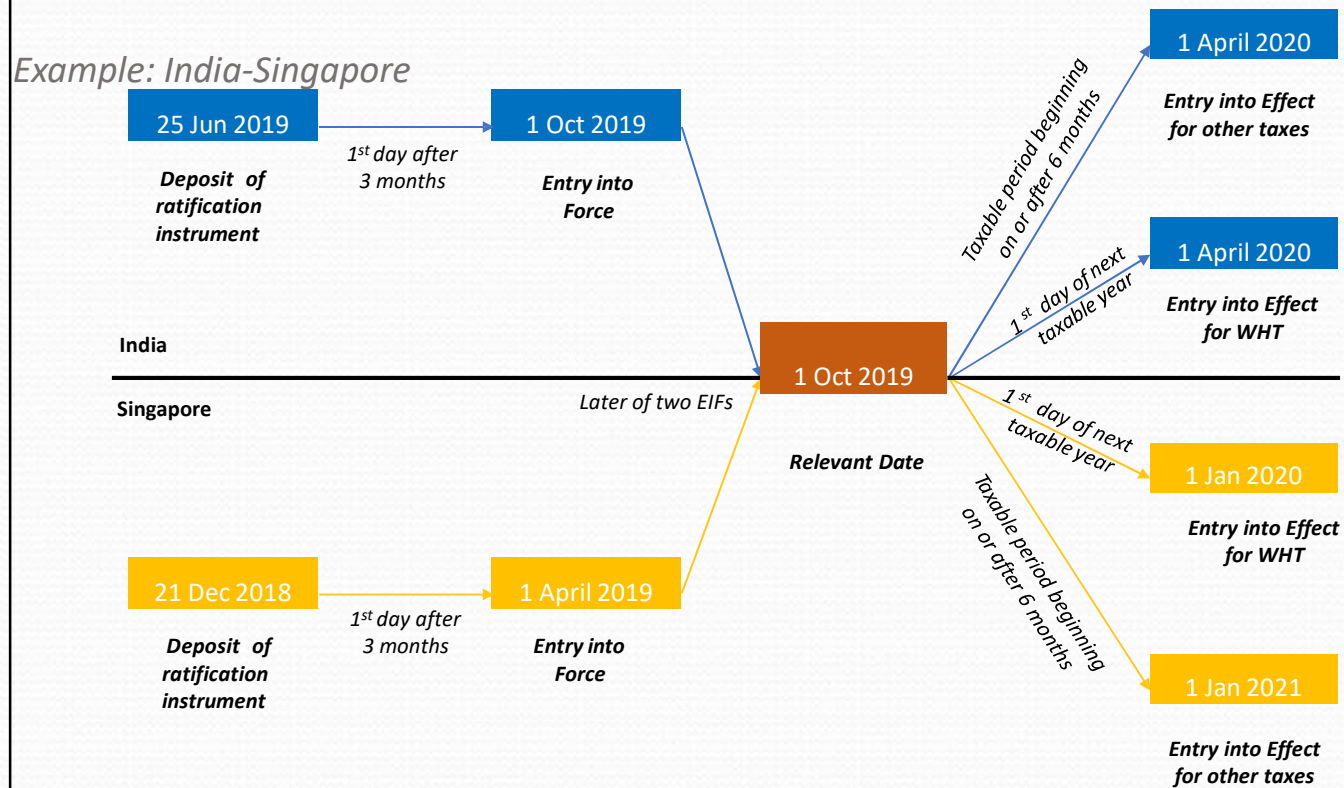 Example: India-Singapore
25 Jun 2019
1st day after
3 months
1 Oct 2019
Deposit of
ratification
instrument
Entry into
Force
Taxable period beginning
on or after 6 months
1 April 2020
Entry into Effect
for other taxes
1st day of next
taxable year
1 April 2020
Entry into Effect
for WHT
India
1 Oct 2019
Singapore
Later of two EIFs
Relevant Date
1st day of next
taxable year
1 Jan 2020
Entry into Effect
for WHT
Taxable period beginning
on or after 6 months
21 Dec 2018
1st day after
3 months
1 April 2019
Deposit of
ratification
instrument
Entry into
Force
1 Jan 2021
Entry into Effect
for other taxes